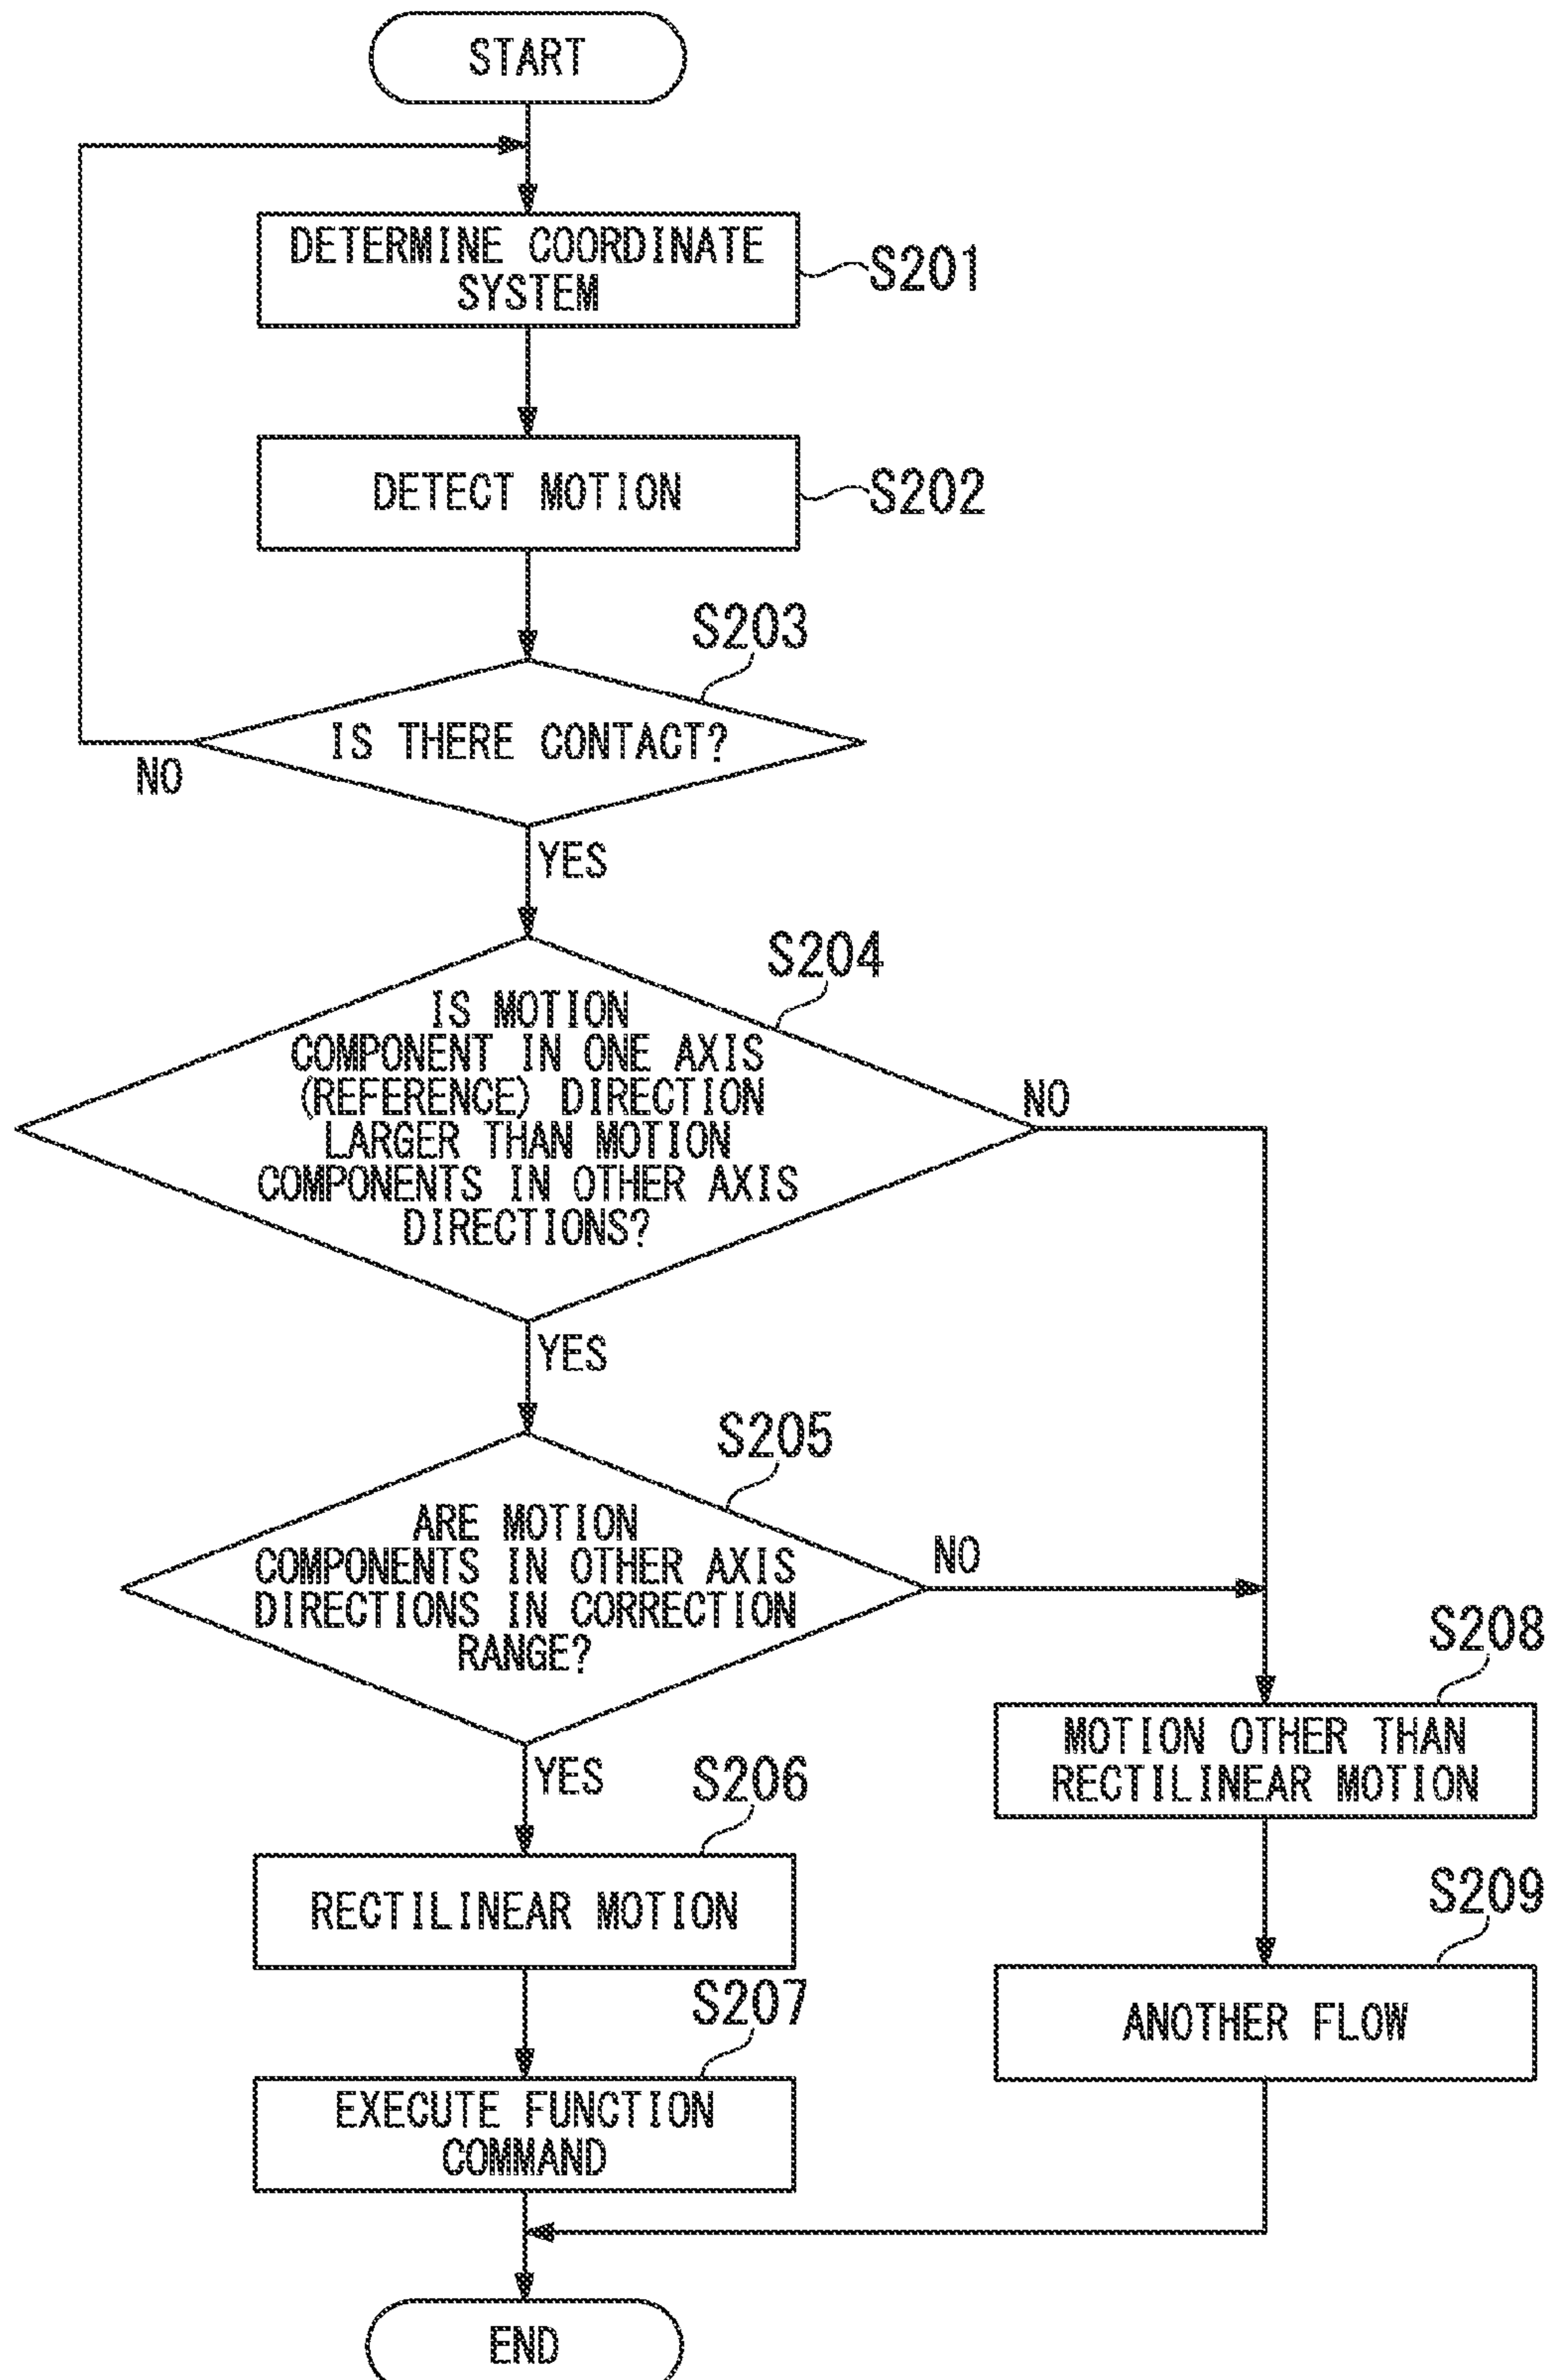 START
DETERMINE COORDINATE
SYSTEM
S201
DETECT MOTION
S202
S203
IS THERE CONTACT?
NO
YES
S204
IS MOTION
COMPONENT IN ONE AXIS
(REFERENCE) DIRECTION
LARGER THAN MOTION
COMPONENTS IN OTHER AXIS
DIRECTIONS?
NO
YES
S205
ARE MOTION
COMPONENTS IN OTHER AXIS
DIRECTIONS IN CORRECTION
RANGE?
NO
YES
S206
RECTILINEAR MOTION
S207
EXECUTE FUNCTION
COMMAND
S208
MOTION OTHER THAN
RECTILINEAR MOTION
S209
ANOTHER FLOW
END